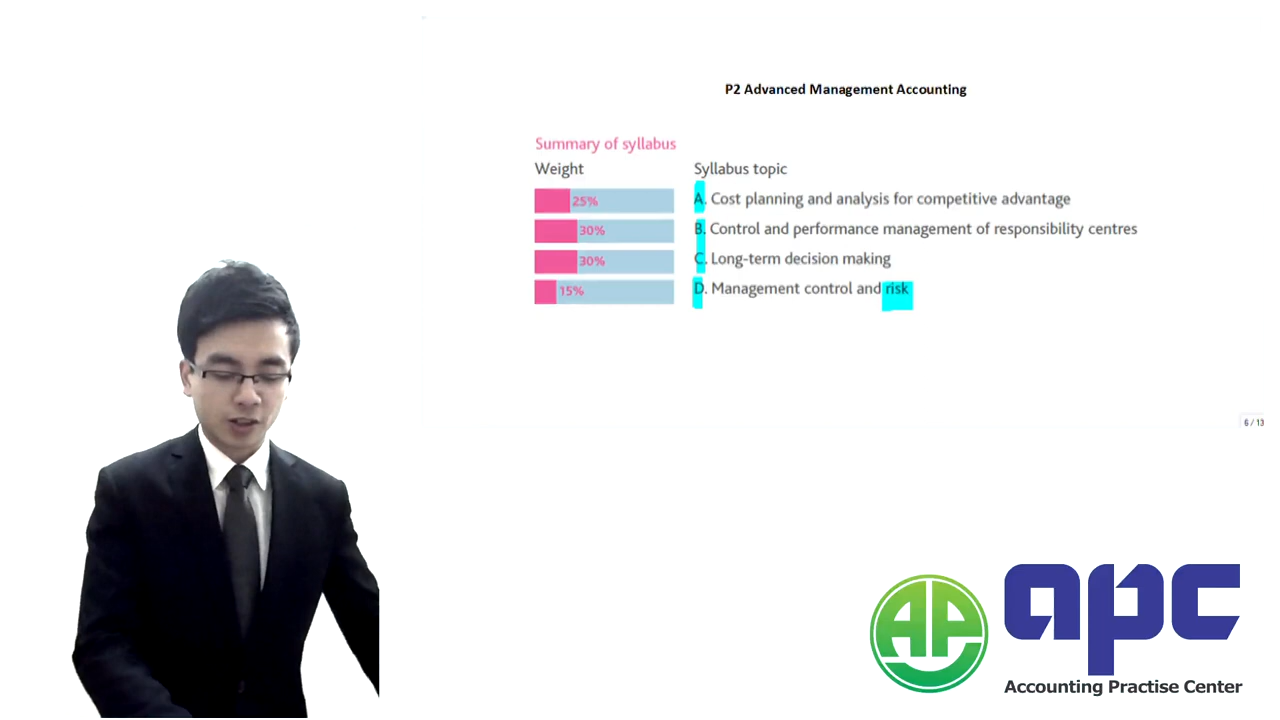 P2 Advanced Management Accounting
Summary of syllabus
Weight Syllabus topic
25% A. Cost planning and analysis for competitive advantage
30% B. Control and performance management of responsibility centres
30% C. Long-term decision making
15% D. Management control and risk
6 / 13
AP
apc
Accounting Practise Center